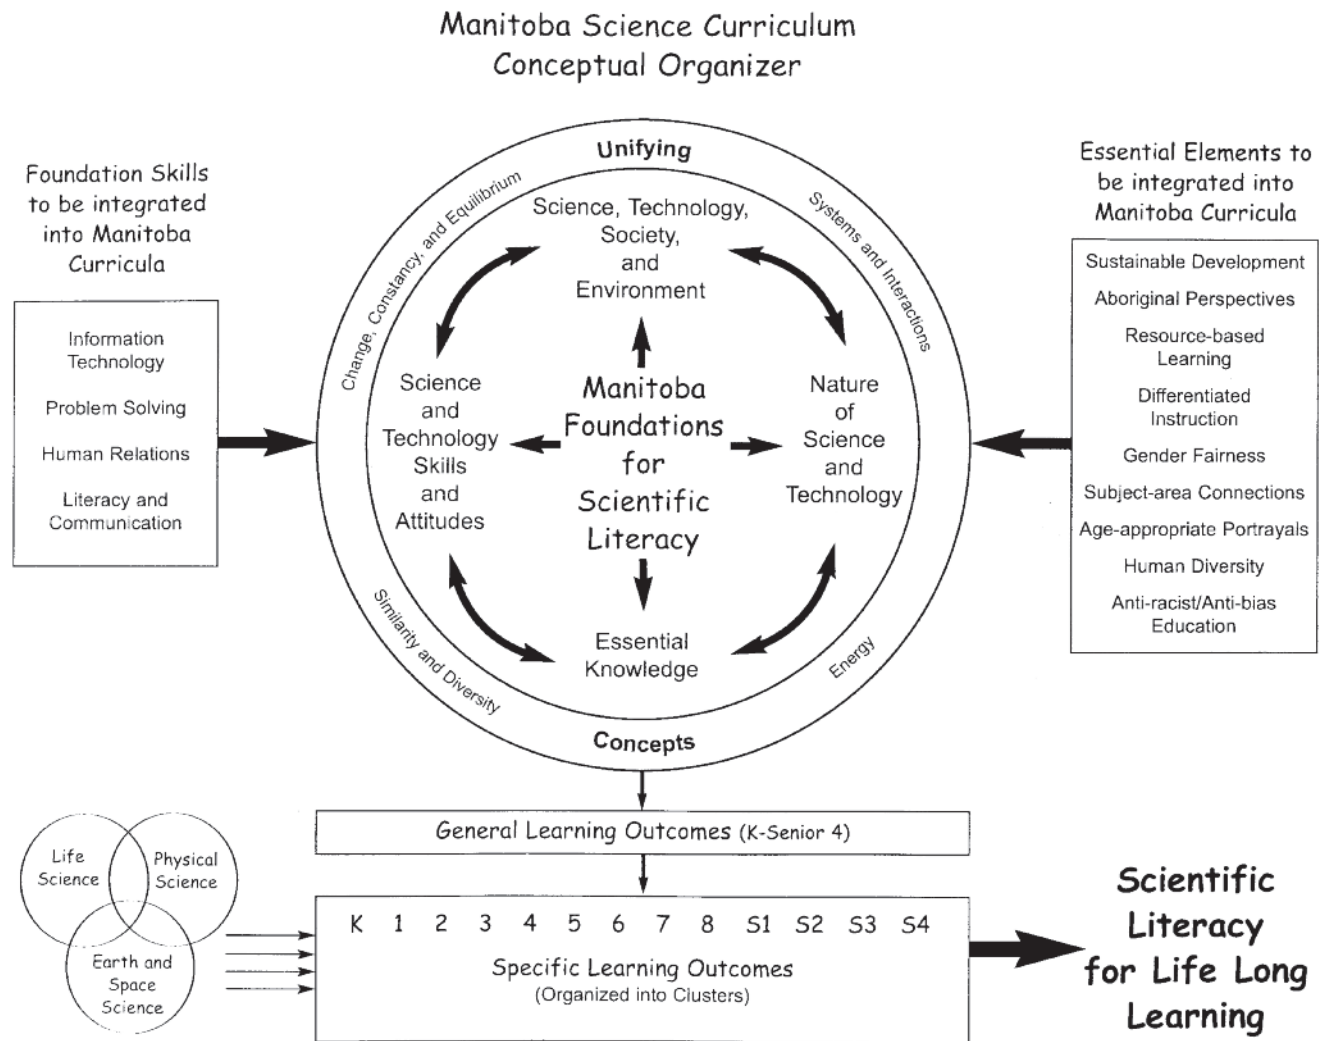 Manitoba Science Curriculum
Conceptual Organizer
Foundation Skills
to be integrated
into Manitoba
Curricula
Information
Technology
Problem Solving
Human Relations
Literacy and
Communication
Unifying
Change, Constancy, and Equilibrium
Systems and Interactions
Science, Technology,
Society,
and
Environment
Science
and
Technology
Skills
and
Attitudes
Manitoba
Foundations
for
Scientific
Literacy
Nature
of
Science
and
Technology
Essential
Knowledge
Similarity and Diversity
Energy
Concepts
Essential Elements to
be integrated into
Manitoba Curricula
Sustainable Development
Aboriginal Perspectives
Resource-based
Learning
Differentiated
Instruction
Gender Fairness
Subject-area Connections
Age-appropriate Portrayals
Human Diversity
Anti-racist/Anti-bias
Education
General Learning Outcomes (K-Senior 4)
Life
Science
Physical
Science
Earth and
Space
Science
K 1 2 3 4 5 6 7 8 S1 S2 S3 S4
Specific Learning Outcomes
(Organized into Clusters)
Scientific
Literacy
for Life Long
Learning